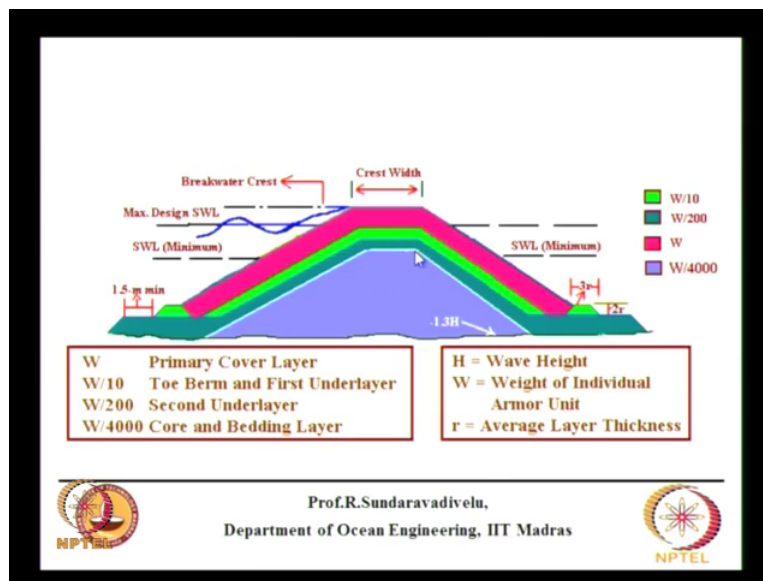 Crest Width
Breakwater Crest
Max. Design SWL
SWL (Minimum)
SWL (Minimum)
1.5-m min
3r
2r
-1.3H
W/10
W/200
W
W/4000
W Primary Cover Layer
W/10 Toe Berm and First Underlayer
W/200 Second Underlayer
W/4000 Core and Bedding Layer
H = Wave Height
W = Weight of Individual
Armor Unit
r = Average Layer Thickness
Prof.R.Sundaravadivelu,
Department of Ocean Engineering, IIT Madras
NPTEL
NPTEL